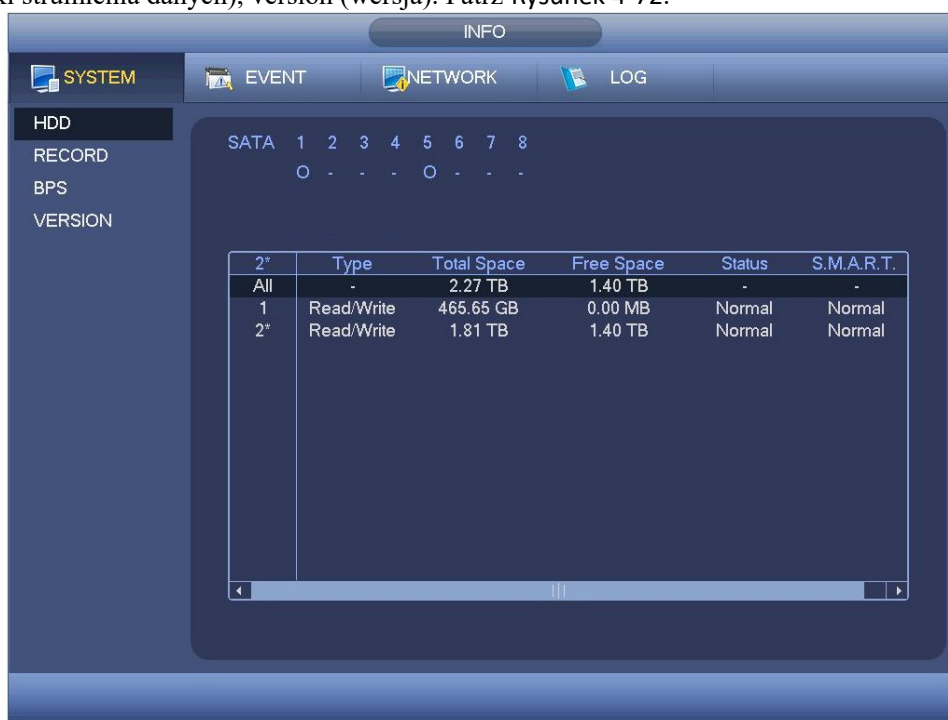 strumienia danych), version (wersja). Patrz Rysunek 4-72.
INFO
SYSTEM EVENT NETWORK LOG
HDD
RECORD
BPS
VERSION
SATA 1 2 3 4 5 6 7 8
O - - - O - - -
2* Type Total Space Free Space Status S.M.A.R.T.
All - 2.27 TB 1.40 TB - -
1 Read/Write 465.65 GB 0.00 MB Normal Normal
2* Read/Write 1.81 TB 1.40 TB Normal Normal